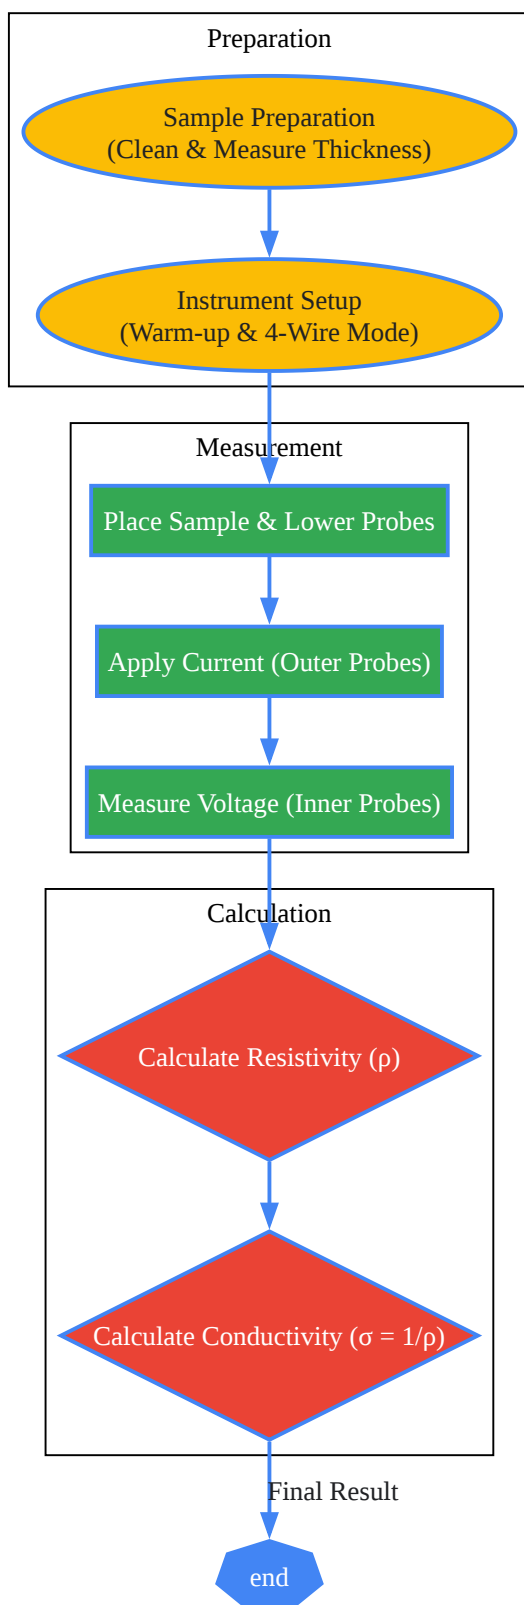 Preparation
Sample Preparation
(Clean & Measure Thickness)
Instrument Setup
(Warm-up & 4-Wire Mode)
Measurement
Place Sample & Lower Probes
Apply Current (Outer Probes)
Measure Voltage (Inner Probes)
Calculation
Calculate Resistivity (ρ)
Calculate Conductivity (σ = 1/ρ)
Final Result
end